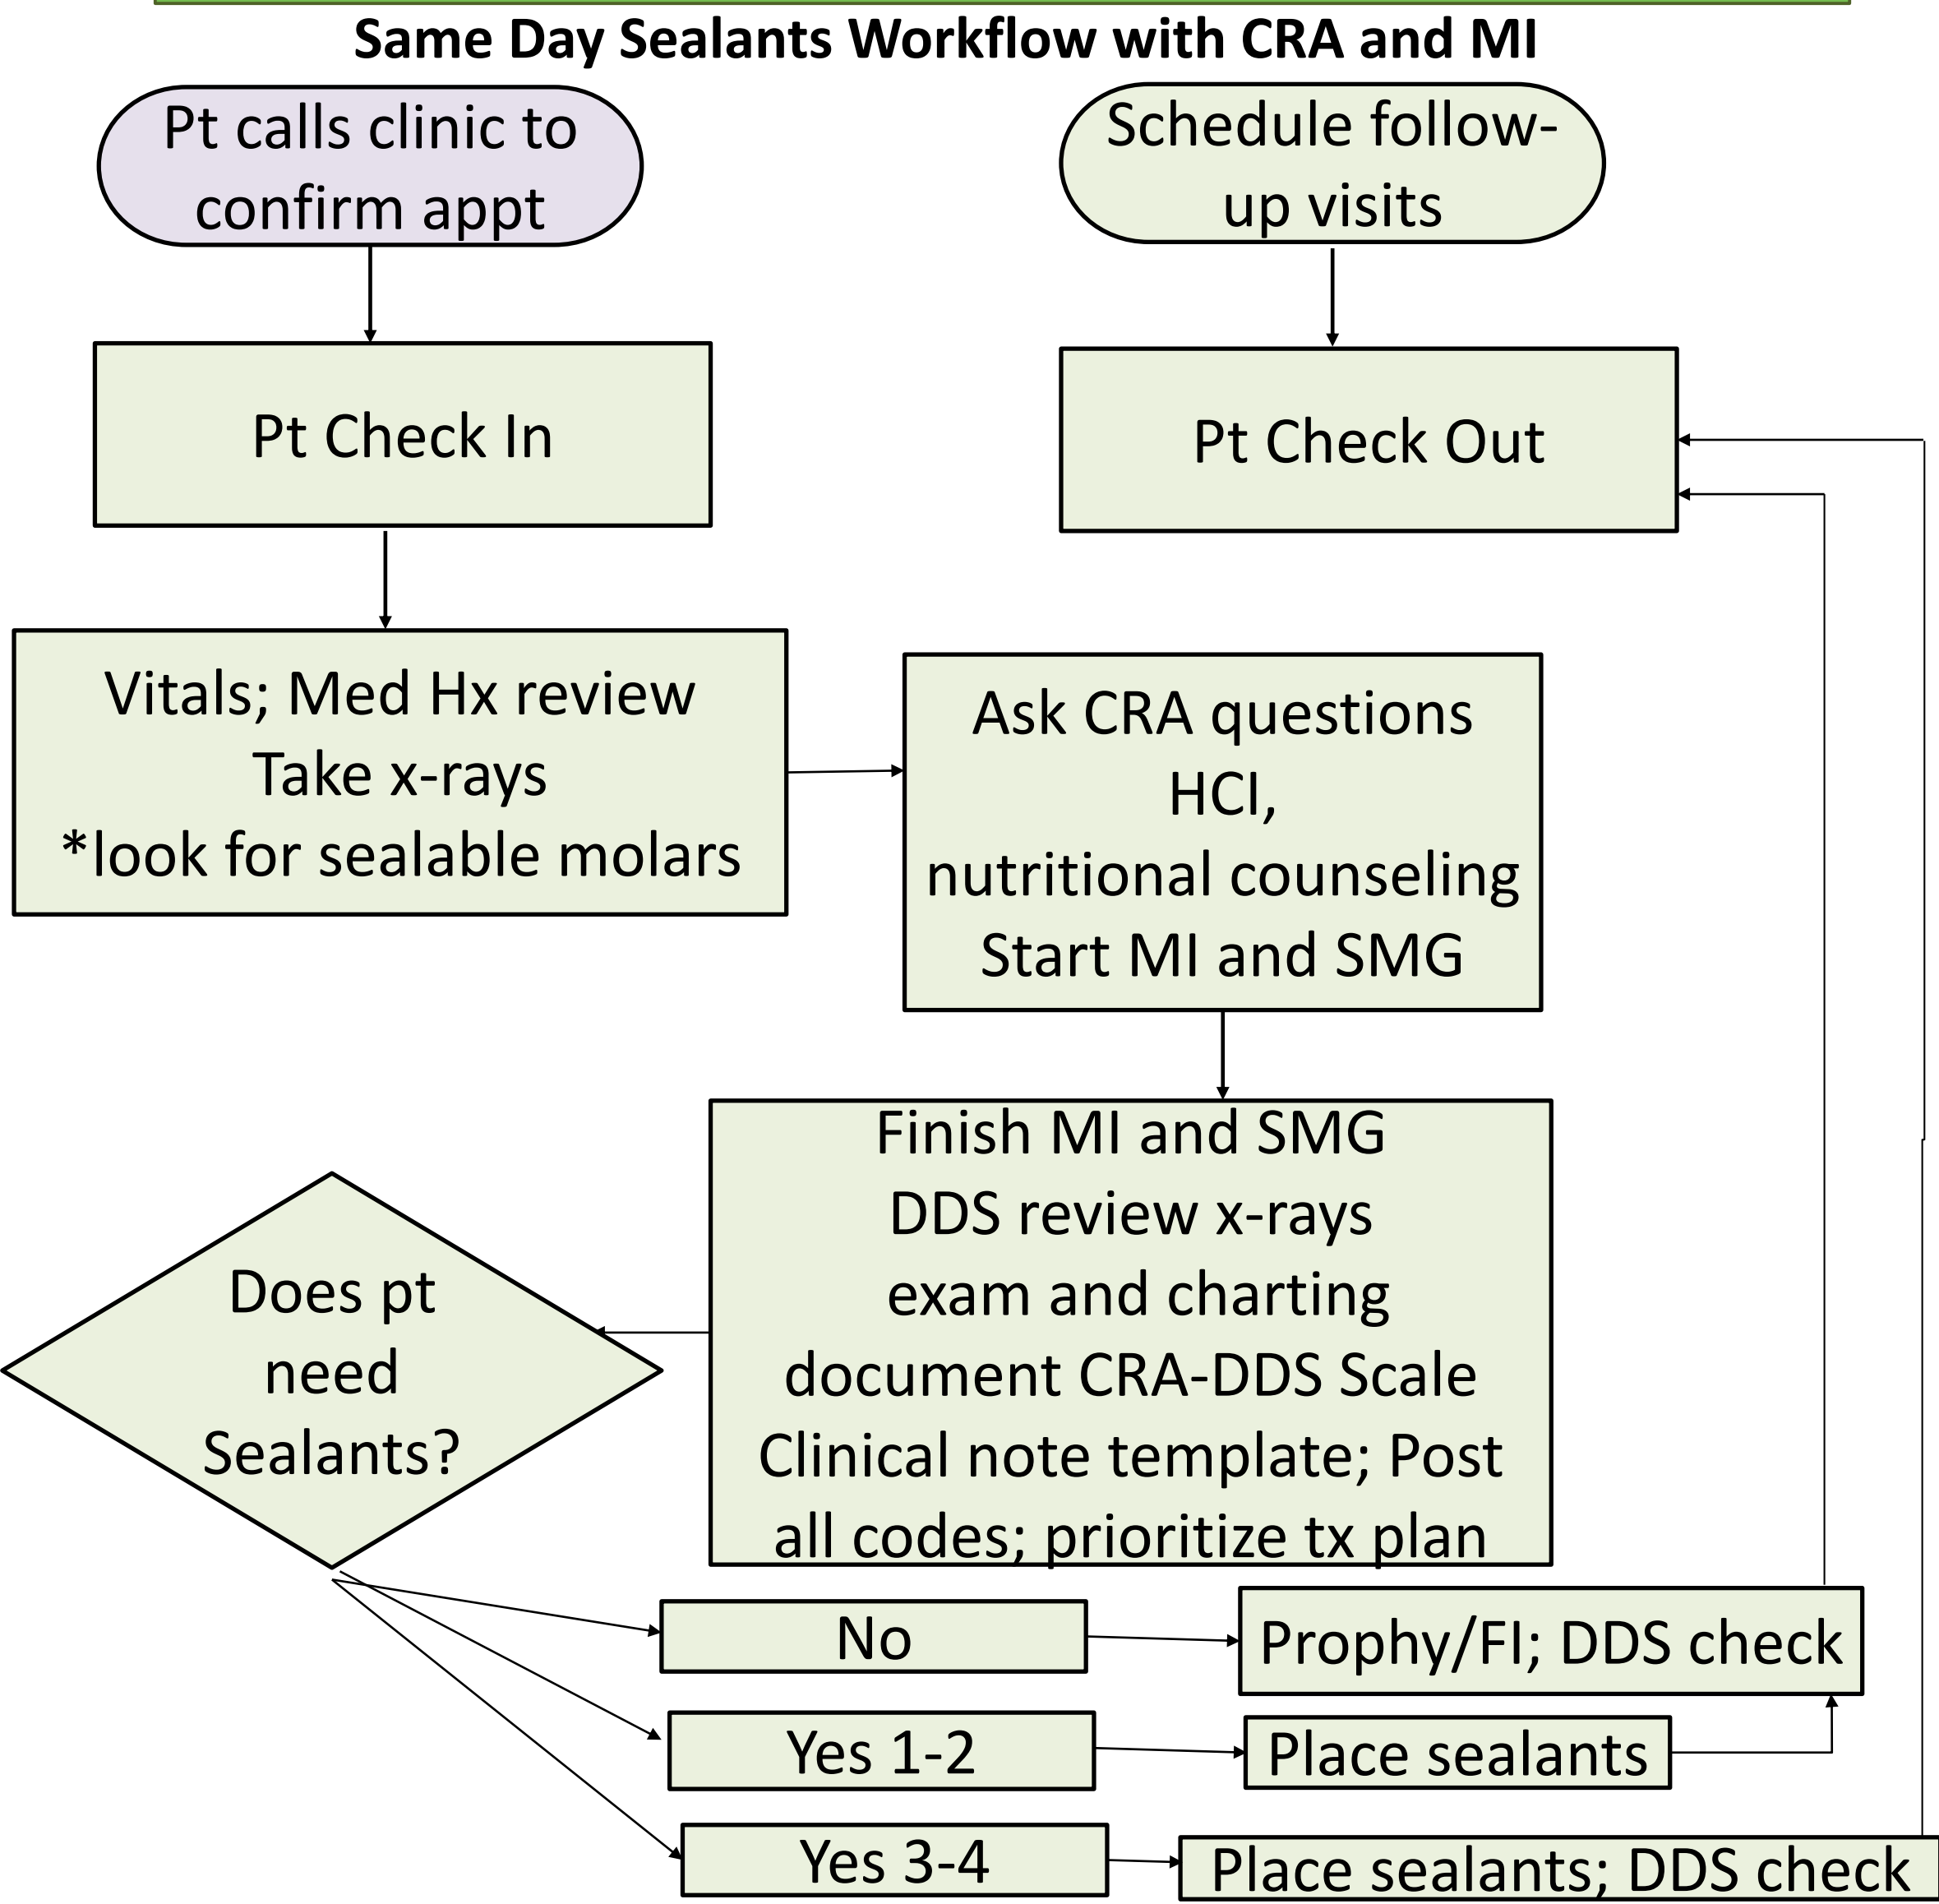 Same Day Sealants Workflow with CRA and MI
Pt calls clinic to
confirm appt
Schedule follow-
up visits
Pt Check In
Pt Check Out
Vitals; Med Hx review
Take x-rays
*look for sealable molars
Ask CRA questions
HCI,
nutritional counseling
Start MI and SMG
Finish MI and SMG
DDS review x-rays
exam and charting
document CRA-DDS Scale
Clinical note template; Post
all codes; prioritize tx plan
Does pt
need
Sealants?
No
Prophy/FI; DDS check
Yes 1-2
Place sealants
Yes 3-4
Place sealants; DDS check